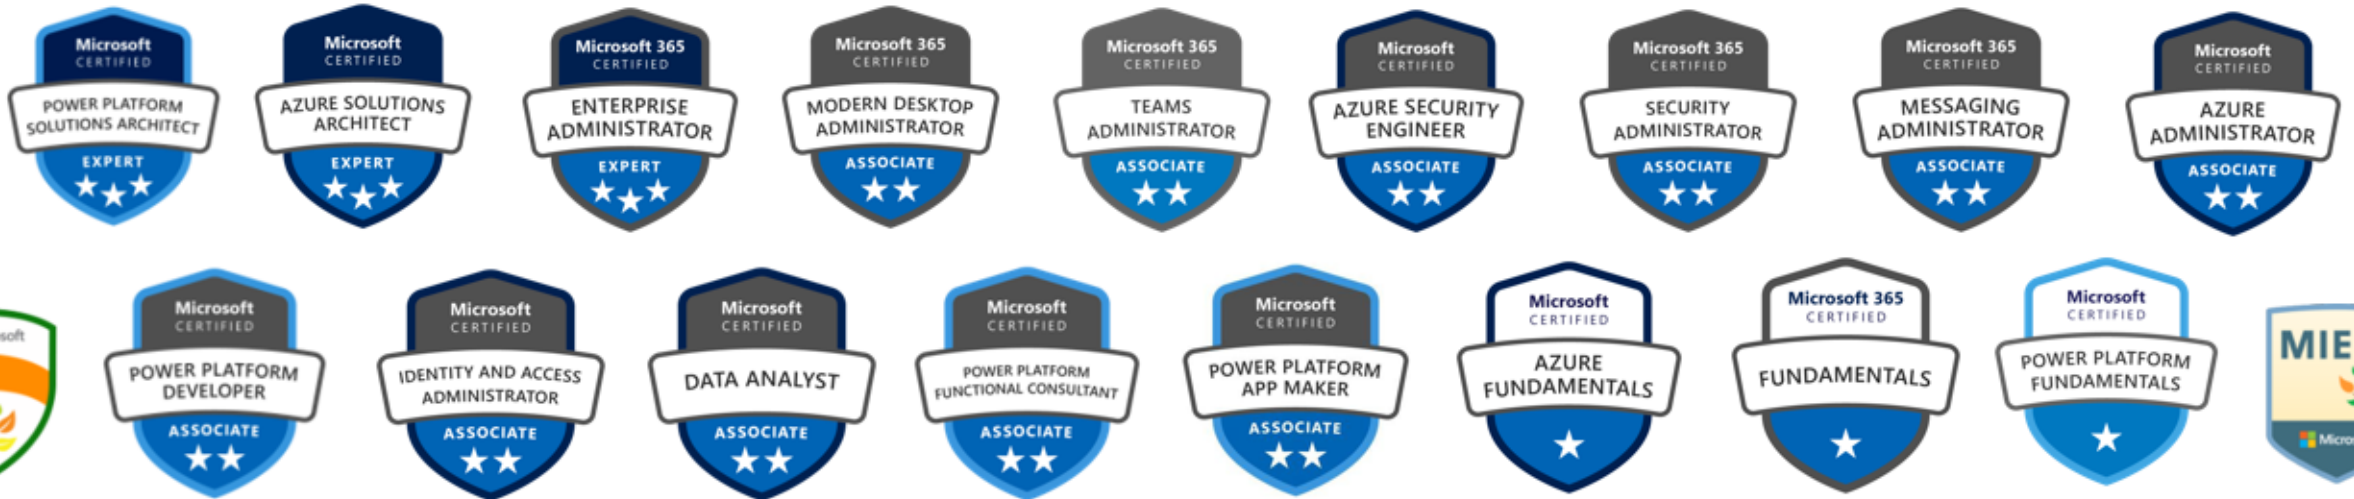 Microsoft
CERTIFIED
POWER PLATFORM
SOLUTIONS ARCHITECT
EXPERT
Microsoft
CERTIFIED
AZURE SOLUTIONS
ARCHITECT
EXPERT
Microsoft 365
CERTIFIED
ENTERPRISE
ADMINISTRATOR
EXPERT
Microsoft 365
CERTIFIED
MODERN DESKTOP
ADMINISTRATOR
ASSOCIATE
Microsoft 365
CERTIFIED
TEAMS
ADMINISTRATOR
ASSOCIATE
Microsoft
CERTIFIED
AZURE SECURITY
ENGINEER
ASSOCIATE
Microsoft 365
CERTIFIED
SECURITY
ADMINISTRATOR
ASSOCIATE
Microsoft 365
CERTIFIED
MESSAGING
ADMINISTRATOR
ASSOCIATE
Microsoft
CERTIFIED
AZURE
ADMINISTRATOR
ASSOCIATE
soft
Microsoft
CERTIFIED
POWER PLATFORM
DEVELOPER
ASSOCIATE
Microsoft
CERTIFIED
IDENTITY AND ACCESS
ADMINISTRATOR
ASSOCIATE
Microsoft
CERTIFIED
DATA ANALYST
ASSOCIATE
Microsoft
CERTIFIED
POWER PLATFORM
FUNCTIONAL CONSULTANT
ASSOCIATE
Microsoft
CERTIFIED
POWER PLATFORM
APP MAKER
ASSOCIATE
Microsoft
CERTIFIED
AZURE
FUNDAMENTALS
Microsoft 365
CERTIFIED
FUNDAMENTALS
Microsoft
CERTIFIED
POWER PLATFORM
FUNDAMENTALS
MIE
Micro